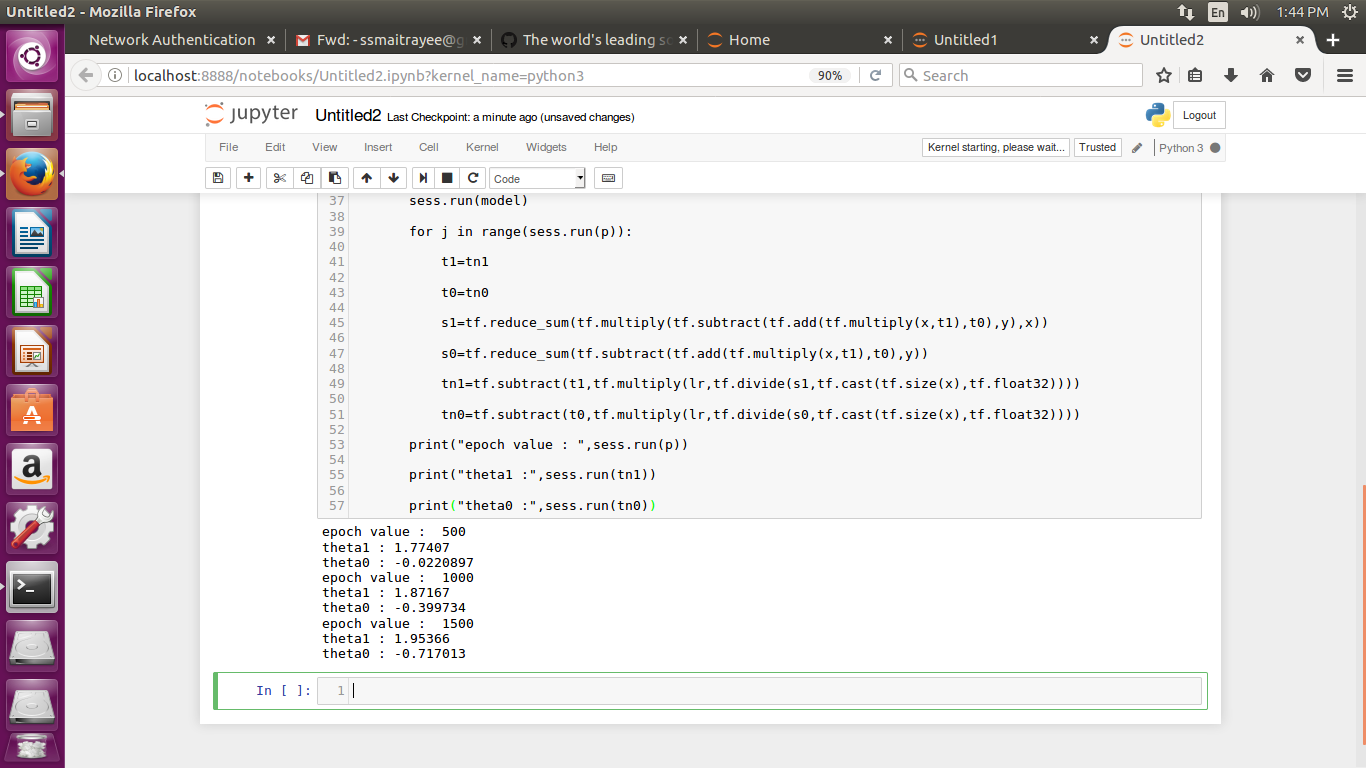 Untitled2 - Mozilla Firefox
En
1:44 PM
Network Authentication ×
Fwd: - ssmaitrayee@g ×
The world's leading so ×
Home ×
Untitled1 ×
Untitled2 ×
localhost:8888/notebooks/Untitled2.ipynb?kernel_name=python3
90%
Search
jupyter
Untitled2 Last Checkpoint: a minute ago (unsaved changes)
Logout
File Edit View Insert Cell Kernel Widgets Help
Kernel starting, please wait...
Trusted
Python 3
Code
37 sess.run(model)
38
39 for j in range(sess.run(p)):
40
41 t1=tn1
42
43 t0=tn0
44
45 s1=tf.reduce_sum(tf.multiply(tf.subtract(tf.add(tf.multiply(x,t1),t0),y),x))
46
47 s0=tf.reduce_sum(tf.subtract(tf.add(tf.multiply(x,t1),t0),y))
48
49 tn1=tf.subtract(t1,tf.multiply(lr,tf.divide(s1,tf.cast(tf.size(x),tf.float32))))
50
51 tn0=tf.subtract(t0,tf.multiply(lr,tf.divide(s0,tf.cast(tf.size(x),tf.float32))))
52
53 print("epoch value : ",sess.run(p))
54
55 print("theta1 :",sess.run(tn1))
56
57 print("theta0 :",sess.run(tn0))
epoch value :  500
theta1 : 1.77407
theta0 : -0.0220897
epoch value :  1000
theta1 : 1.87167
theta0 : -0.399734
epoch value :  1500
theta1 : 1.95366
theta0 : -0.717013
In [ ]: 1